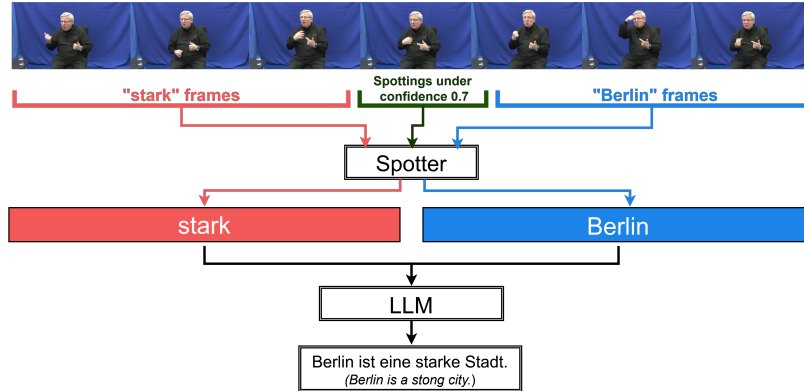 "stark" frames
Spottings under
confidence 0.7
"Berlin" frames
Spotter
stark
Berlin
LLM
Berlin ist eine starke Stadt.
(Berlin is a stong city.)